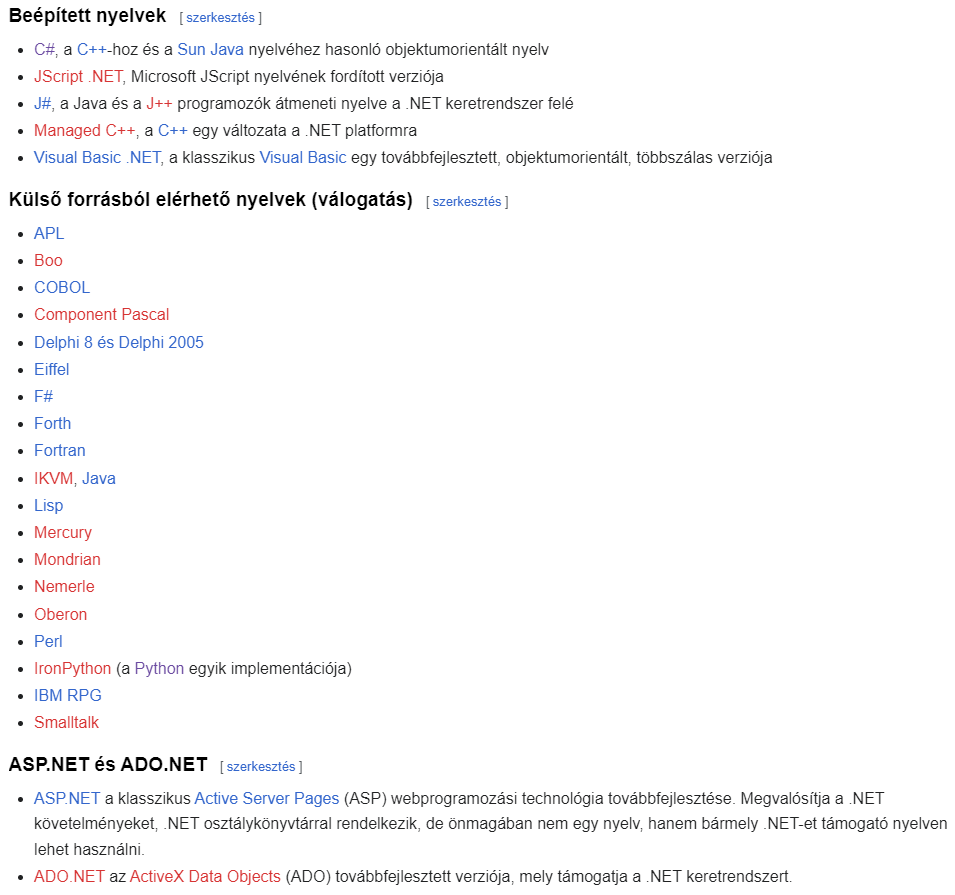 Beépített nyelvek [ szerkesztés ]
C#, a C++-hoz és a Sun Java nyelvéhez hasonló objektumorientált nyelv
JScript .NET, Microsoft JScript nyelvének fordított verziója
J#, a Java és a J++ programozók átmeneti nyelve a .NET keretrendszer felé
Managed C++, a C++ egy változata a .NET platformra
Visual Basic .NET, a klasszikus Visual Basic egy továbbfejlesztett, objektumorientált, többszálas verziója
Külső forrásból elérhető nyelvek (válogatás) [ szerkesztés ]
APL
Boo
COBOL
Component Pascal
Delphi 8 és Delphi 2005
Eiffel
F#
Forth
Fortran
IKVM, Java
Lisp
Mercury
Mondrian
Nemerle
Oberon
Perl
IronPython (a Python egyik implementációja)
IBM RPG
Smalltalk
ASP.NET és ADO.NET [ szerkesztés ]
ASP.NET a klasszikus Active Server Pages (ASP) webprogramozási technológia továbbfejlesztése. Megvalósítja a .NET
követelményeket, .NET osztálykönyvtárral rendelkezik, de önmagában nem egy nyelv, hanem bármely .NET-et támogató nyelven
lehet használni.
ADO.NET az ActiveX Data Objects (ADO) továbbfejlesztett verziója, mely támogatja a .NET keretrendszert.